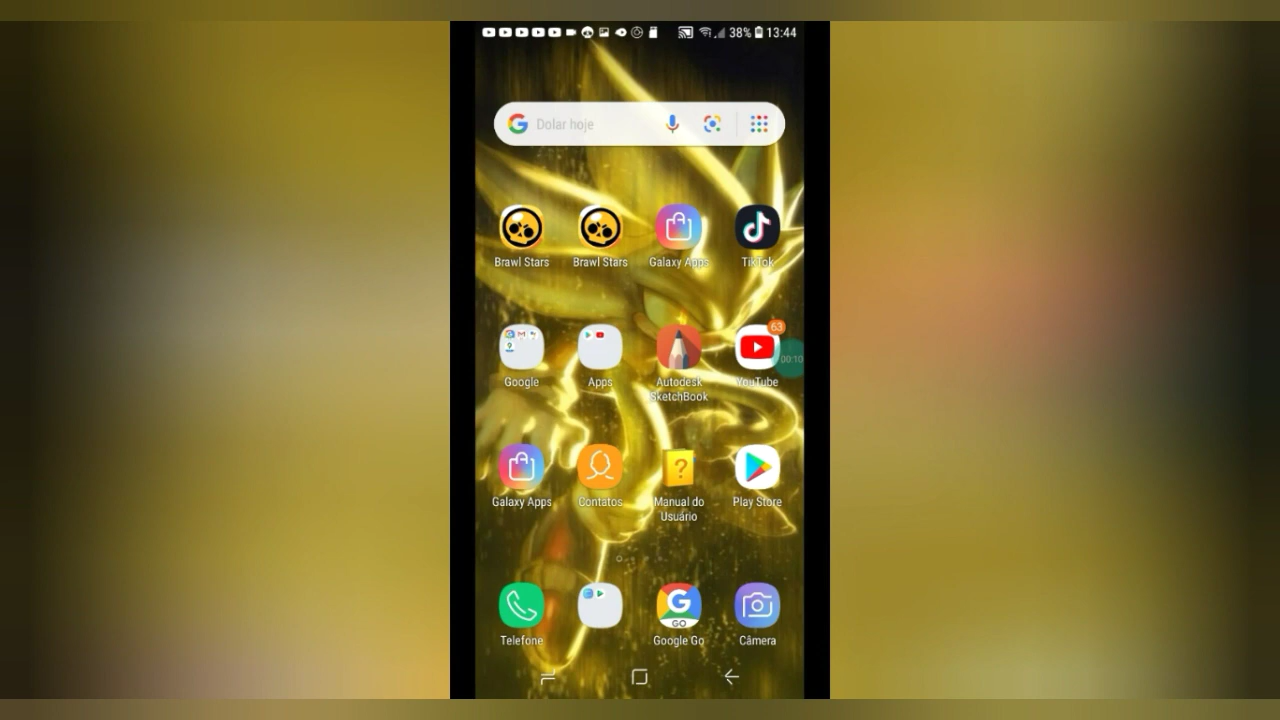 38% 13:44
Dolar hoje
Brawl Stars Brawl Stars Galaxy Apps TikTok
63
00:10
Google Apps Autodesk YouTube
SketchBook
Galaxy Apps Contatos Manual do Play Store
Usuário
GO
Telefone Google Go Câmera